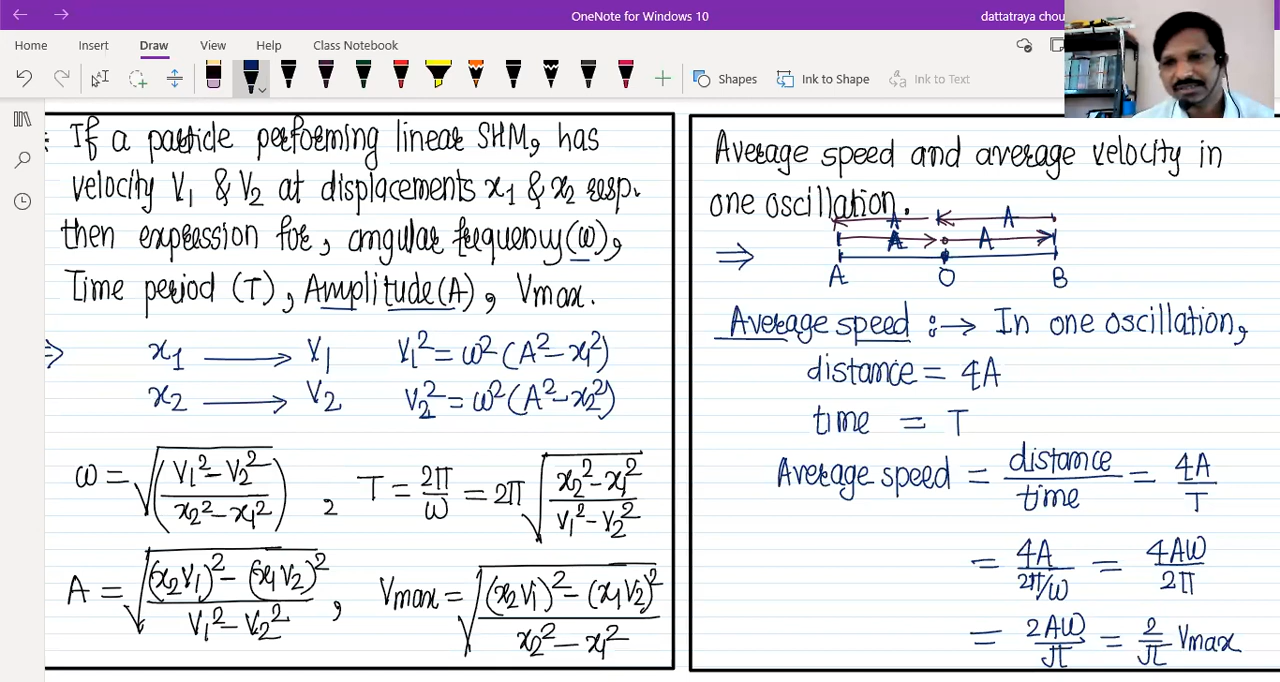 OneNote for Windows 10
dattatraya chou
Home Insert Draw View Help Class Notebook
Shapes Ink to Shape Ink to Text
If a particle performing linear SHM, has
velocity V₁ & V₂ at displacements x₁ & x₂ resp.
then expression for, angular frequency(ω),
Time period (T), Amplitude(A), Vmax.
⇒ x₁ → V₁ V₁² = ω² (A² − x₁²)
x₂ → V₂ V₂² = ω² (A² − x₂²)
ω = √((V₁² − V₂²)/(x₂² − x₁²)), T = 2π/ω = 2π √((x₂² − x₁²)/(V₁² − V₂²))
A = √(((x₂V₁)² − (x₁V₂)²)/(V₁² − V₂²)), Vmax = √(((x₂V₁)² − (x₁V₂)²)/(x₂² − x₁²))
Average speed and average velocity in
one oscillation.
A A
A A
⇒ A O B
Average speed :→ In one oscillation,
distance = 4A
time = T
Average speed = distance/time = 4A/T
= 4A/(2π/ω) = 4Aω/2π
= 2Aω/π = 2/π Vmax